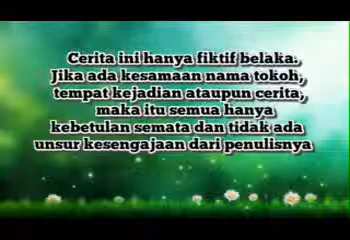 Cerita ini hanya fiktif belaka.
Jika ada kesamaan nama tokoh,
tempat kejadian ataupun cerita,
maka itu semua hanya
kebetulan semata dan tidak ada
unsur kesengajaan dari penulisnya